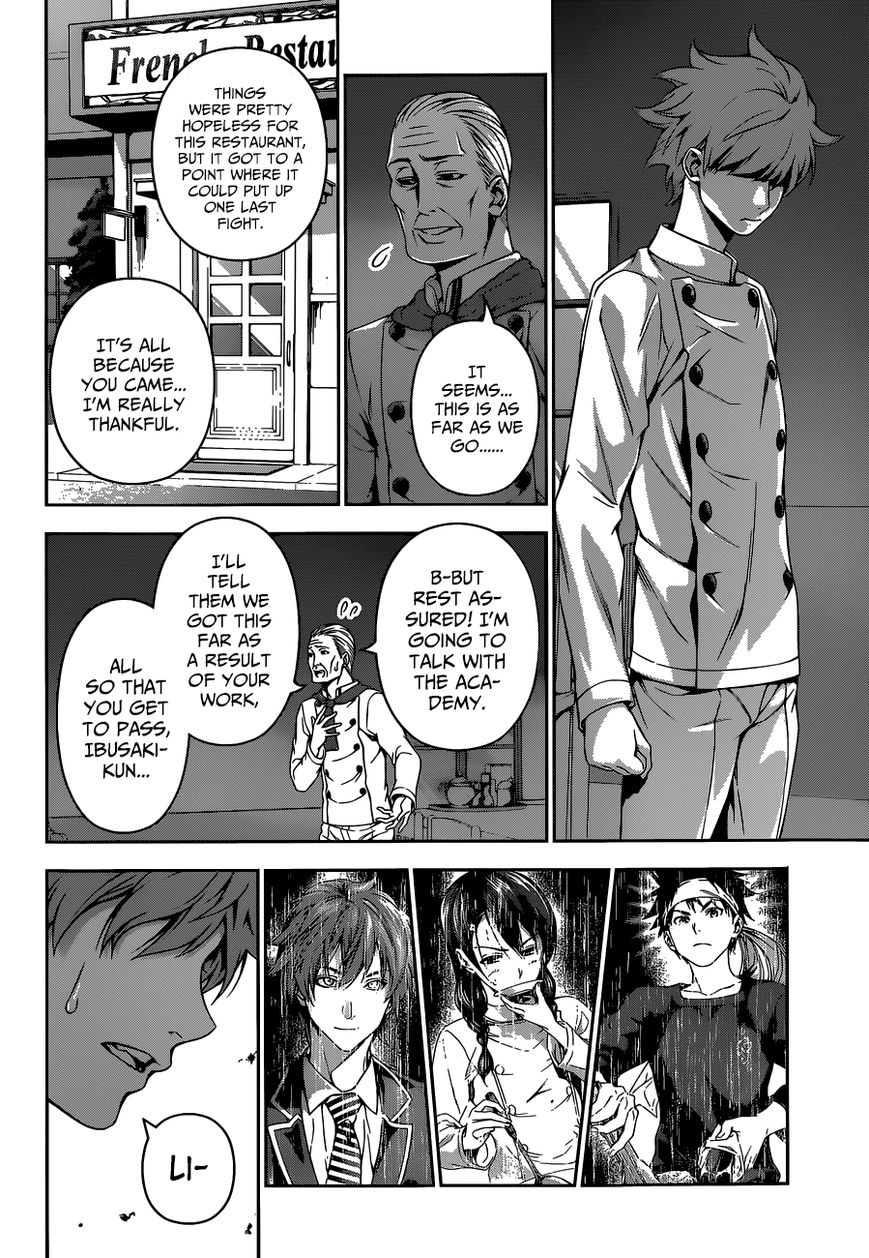 IT
SEEMS...
THIS IS AS
FAR AS WE
GO......
French Restau
THINGS
WERE PRETTY
HOPELESS FOR
THIS RESTAURANT,
BUT IT GOT TO A
POINT WHERE IT
COULD PUT UP
ONE LAST
FIGHT.
IT'S ALL
BECAUSE
YOU CAME...
I'M REALLY
THANKFUL.
B-BUT
REST AS-
SURED! I'M
GOING TO
TALK WITH
THE ACA-
DEMY.
I'LL
TELL
THEM WE
GOT THIS
FAR AS
A RESULT
OF YOUR
WORK,
ALL
SO THAT
YOU GET
TO PASS,
IBUSAKI-
KUN...
LI-